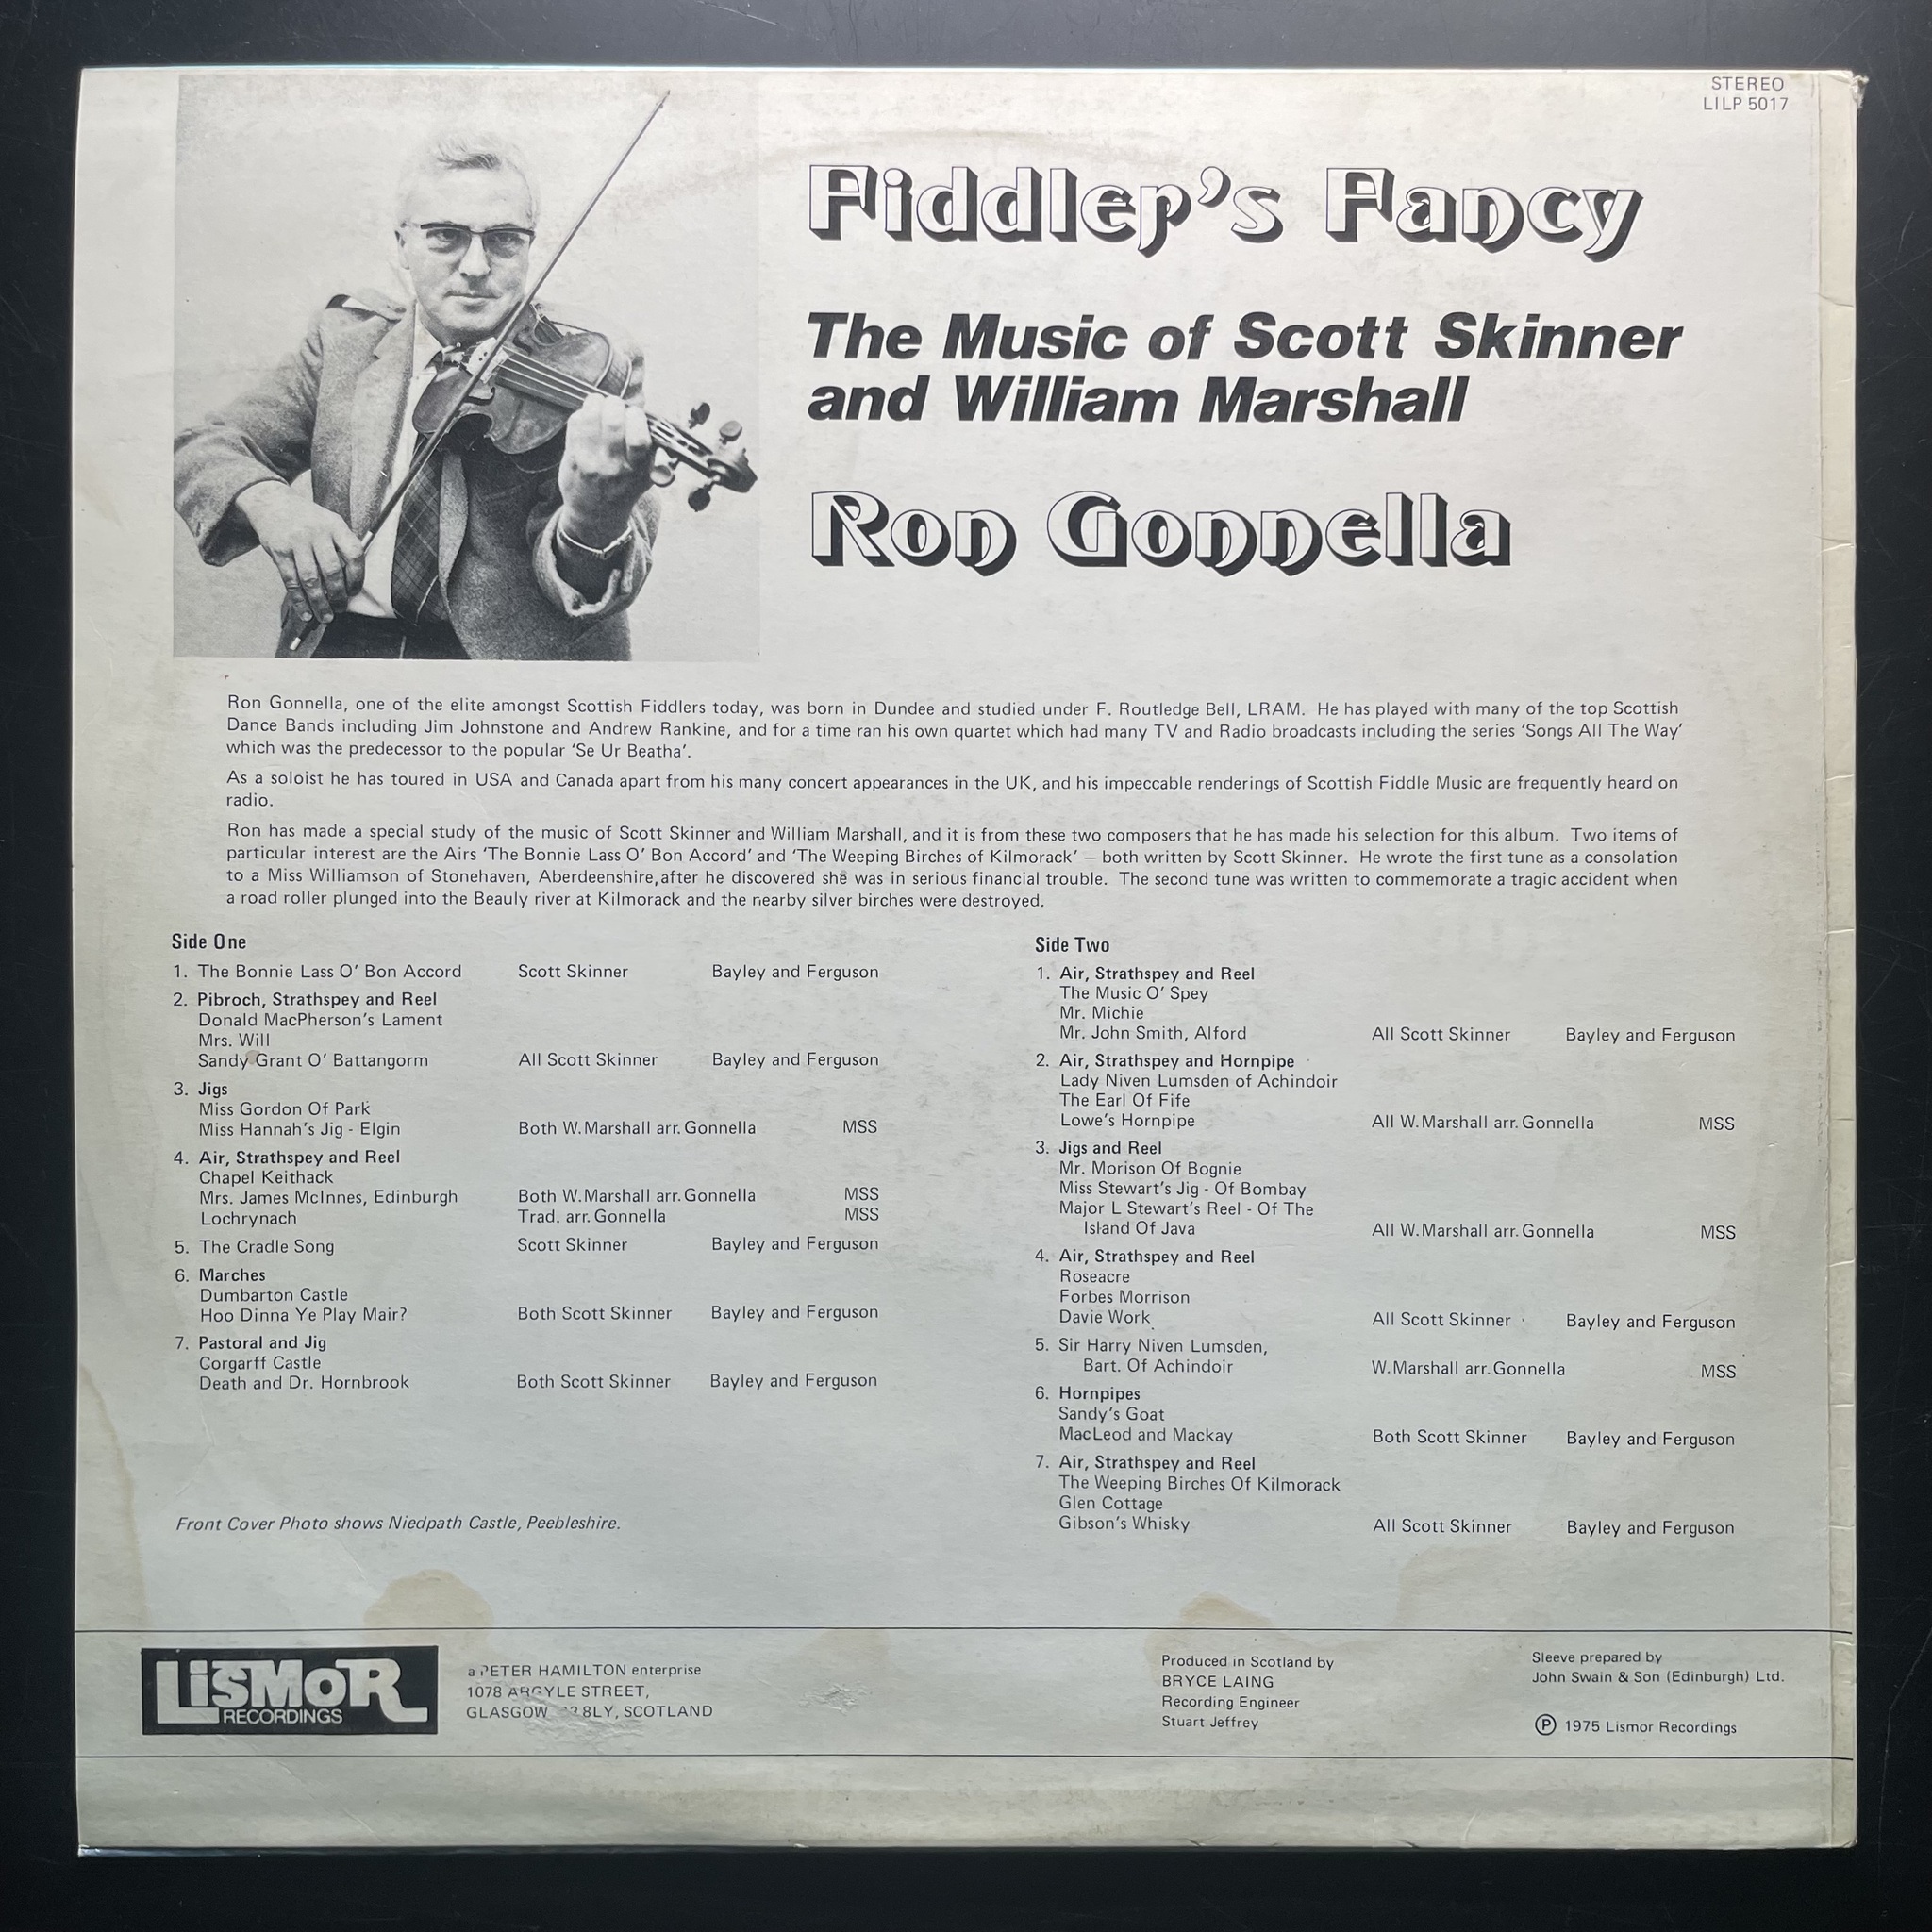 STEREO
LILP 5017
Fiddler's Fancy
The Music of Scott Skinner
and William Marshall
Ron Gonnella
Ron Gonnella, one of the elite amongst Scottish Fiddlers today, was born in Dundee and studied under F. Routledge Bell, LRAM. He has played with many of the top Scottish
Dance Bands including Jim Johnstone and Andrew Rankine, and for a time ran his own quartet which had many TV and Radio broadcasts including the series 'Songs All The Way'
which was the predecessor to the popular 'Se Ur Beatha'.
As a soloist he has toured in USA and Canada apart from his many concert appearances in the UK, and his impeccable renderings of Scottish Fiddle Music are frequently heard on
radio.
Ron has made a special study of the music of Scott Skinner and William Marshall, and it is from these two composers that he has made his selection for this album. Two items of
particular interest are the Airs 'The Bonnie Lass O' Bon Accord' and 'The Weeping Birches of Kilmorack' – both written by Scott Skinner. He wrote the first tune as a consolation
to a Miss Williamson of Stonehaven, Aberdeenshire, after he discovered she was in serious financial trouble. The second tune was written to commemorate a tragic accident when
a road roller plunged into the Beauly river at Kilmorack and the nearby silver birches were destroyed.
Side One
1. The Bonnie Lass O' Bon Accord Scott Skinner Bayley and Ferguson
2. Pibroch, Strathspey and Reel
Donald MacPherson's Lament
Mrs. Will
Sandy Grant O' Battangorm All Scott Skinner Bayley and Ferguson
3. Jigs
Miss Gordon Of Park
Miss Hannah's Jig - Elgin Both W. Marshall arr. Gonnella MSS
4. Air, Strathspey and Reel
Chapel Keithack
Mrs. James McInnes, Edinburgh Both W. Marshall arr. Gonnella MSS
Lochrynach Trad. arr. Gonnella MSS
5. The Cradle Song Scott Skinner Bayley and Ferguson
6. Marches
Dumbarton Castle
Hoo Dinna Ye Play Mair? Both Scott Skinner Bayley and Ferguson
7. Pastoral and Jig
Corgarff Castle
Death and Dr. Hornbrook Both Scott Skinner Bayley and Ferguson
Front Cover Photo shows Niedpath Castle, Peebleshire.
Side Two
1. Air, Strathspey and Reel
The Music O' Spey
Mr. Michie
Mr. John Smith, Alford All Scott Skinner Bayley and Ferguson
2. Air, Strathspey and Hornpipe
Lady Niven Lumsden of Achindoir
The Earl Of Fife
Lowe's Hornpipe All W. Marshall arr. Gonnella MSS
3. Jigs and Reel
Mr. Morison Of Bognie
Miss Stewart's Jig - Of Bombay
Major L Stewart's Reel - Of The
Island Of Java All W. Marshall arr. Gonnella MSS
4. Air, Strathspey and Reel
Roseacre
Forbes Morrison
Davie Work All Scott Skinner Bayley and Ferguson
5. Sir Harry Niven Lumsden,
Bart. Of Achindoir W. Marshall arr. Gonnella MSS
6. Hornpipes
Sandy's Goat
MacLeod and Mackay Both Scott Skinner Bayley and Ferguson
7. Air, Strathspey and Reel
The Weeping Birches Of Kilmorack
Glen Cottage
Gibson's Whisky All Scott Skinner Bayley and Ferguson
LiSMoR
RECORDINGS
a PETER HAMILTON enterprise
1078 ARGYLE STREET,
GLASGOW 8LY, SCOTLAND
Produced in Scotland by
BRYCE LAING
Recording Engineer
Stuart Jeffrey
Sleeve prepared by
John Swain & Son (Edinburgh) Ltd.
℗ 1975 Lismor Recordings